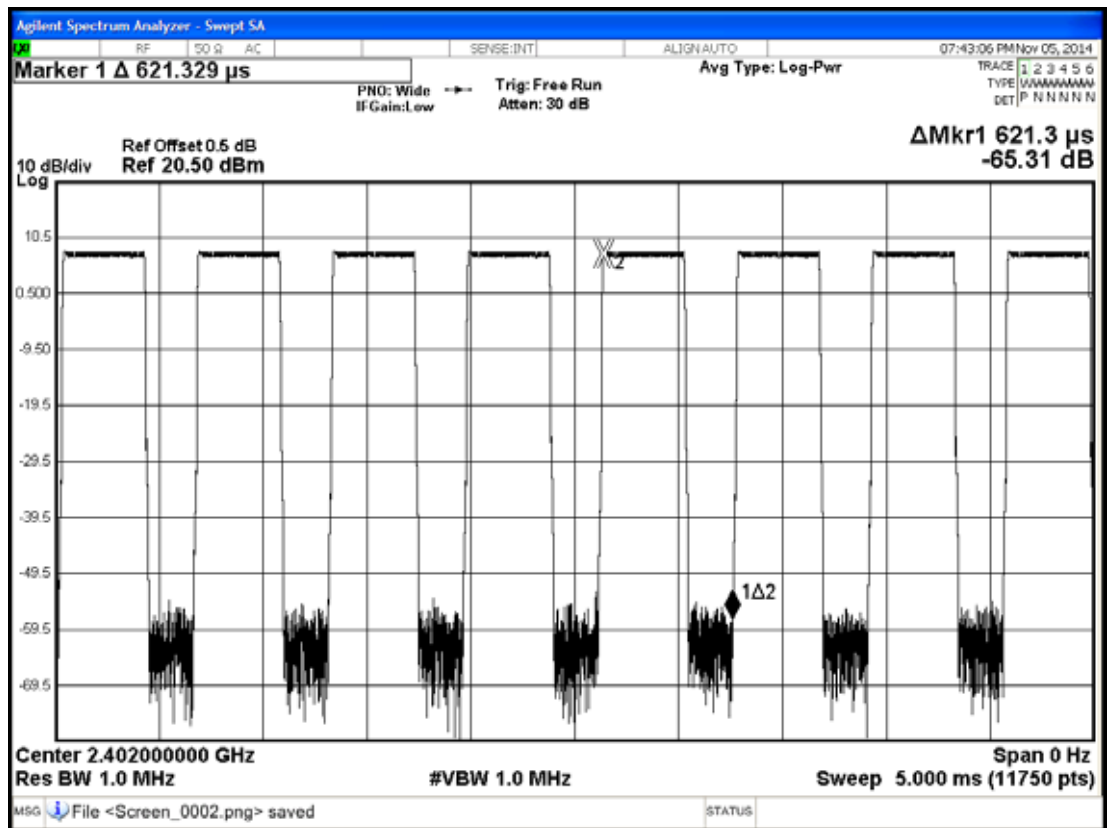 Agilent Spectrum Analyzer - Swept SA
RF 50 Ω AC SENSE:INT ALIGNAUTO 07:43:06 PM Nov 05, 2014
Marker 1 Δ 621.329 µs
PNO: Wide Trig: Free Run Avg Type: Log-Pwr TRACE 1 2 3 4 5 6
IFGain:Low Atten: 30 dB TYPE
DET P N N N N N
Ref Offset 0.5 dB ΔMkr1 621.3 µs
10 dB/div Ref 20.50 dBm -65.31 dB
Log
10.5
2
0.500
-9.50
-19.5
-29.5
-39.5
-49.5
1Δ2
-59.5
-69.5
Center 2.402000000 GHz Span 0 Hz
Res BW 1.0 MHz #VBW 1.0 MHz Sweep 5.000 ms (11750 pts)
MSG File <Screen_0002.png> saved STATUS